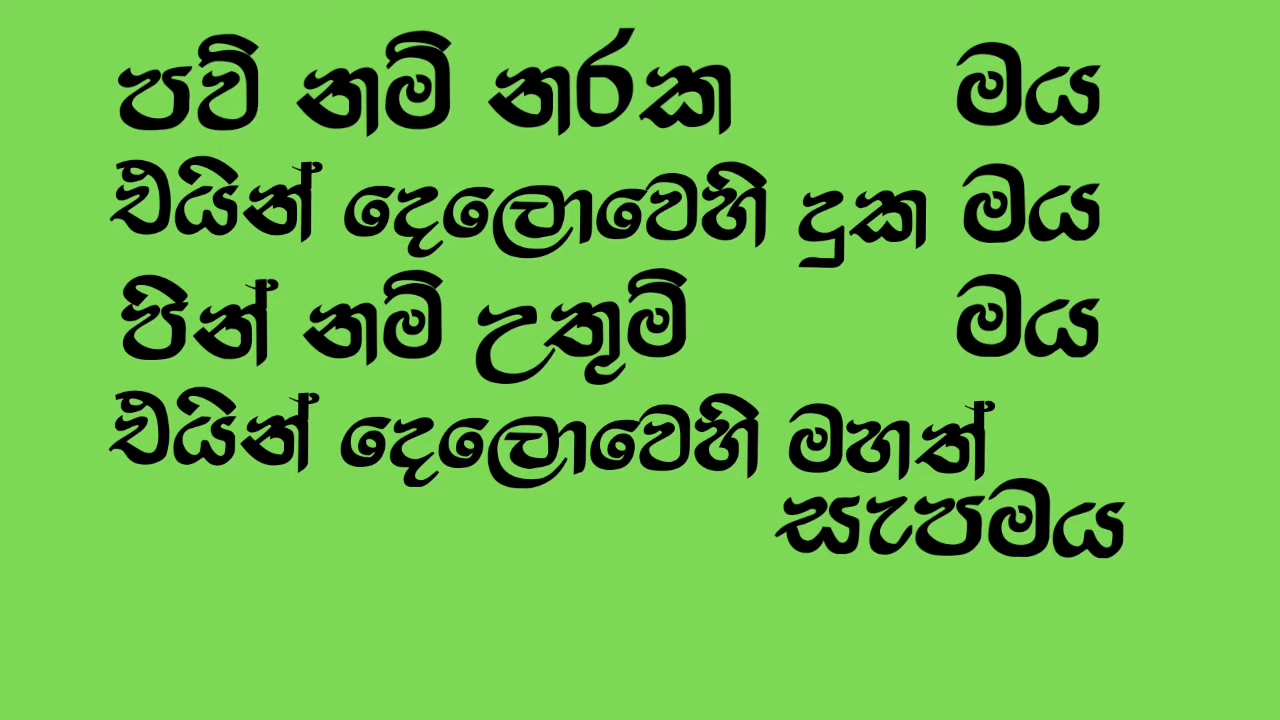 පව් නම් නරක මය
එයින් දෙලොවෙහි දුක මය
පින් නම් උතුම් මය
එයින් දෙලොවෙහි මහත්
සැපමය